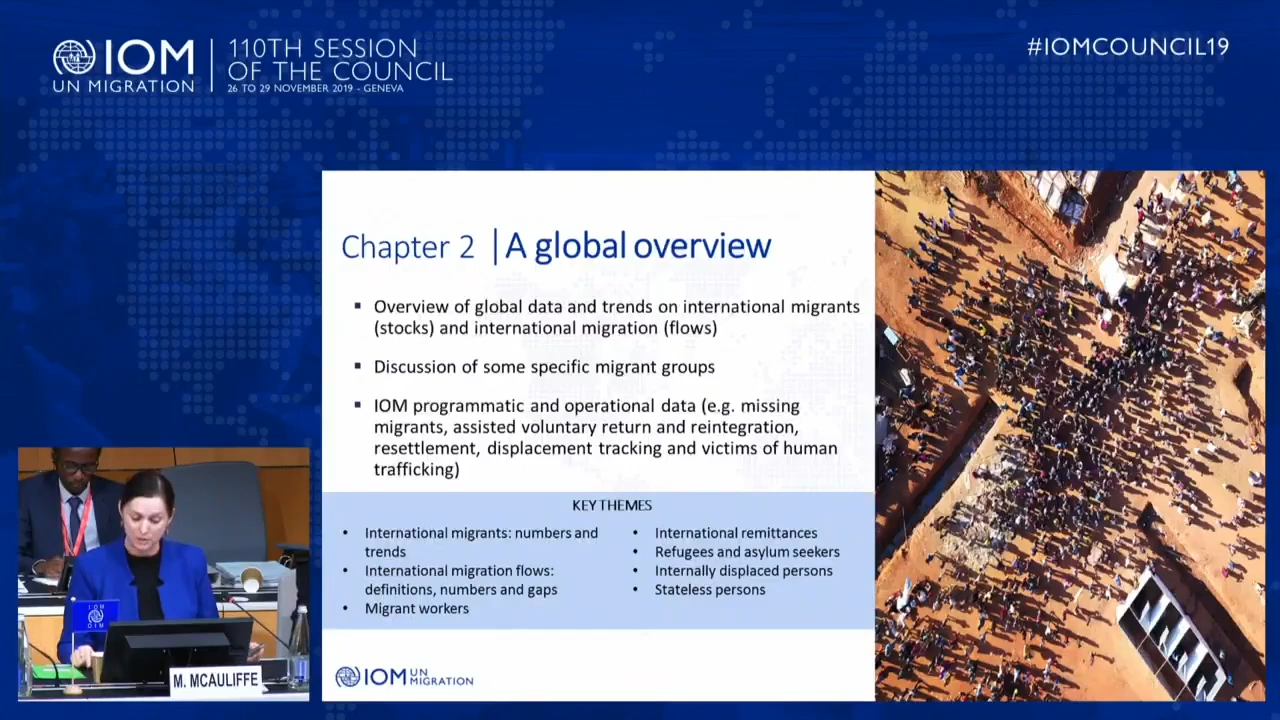 IOM
UN MIGRATION
110TH SESSION
OF THE COUNCIL
26 TO 29 NOVEMBER 2019 - GENEVA
#IOMCOUNCIL19
Chapter 2 | A global overview
▪ Overview of global data and trends on international migrants
(stocks) and international migration (flows)
▪ Discussion of some specific migrant groups
▪ IOM programmatic and operational data (e.g. missing
migrants, assisted voluntary return and reintegration,
resettlement, displacement tracking and victims of human
trafficking)
KEY THEMES
• International migrants: numbers and
trends
• International migration flows:
definitions, numbers and gaps
• Migrant workers
• International remittances
• Refugees and asylum seekers
• Internally displaced persons
• Stateless persons
IOM UN
MIGRATION
IOM
OIM
M. MCAULIFFE